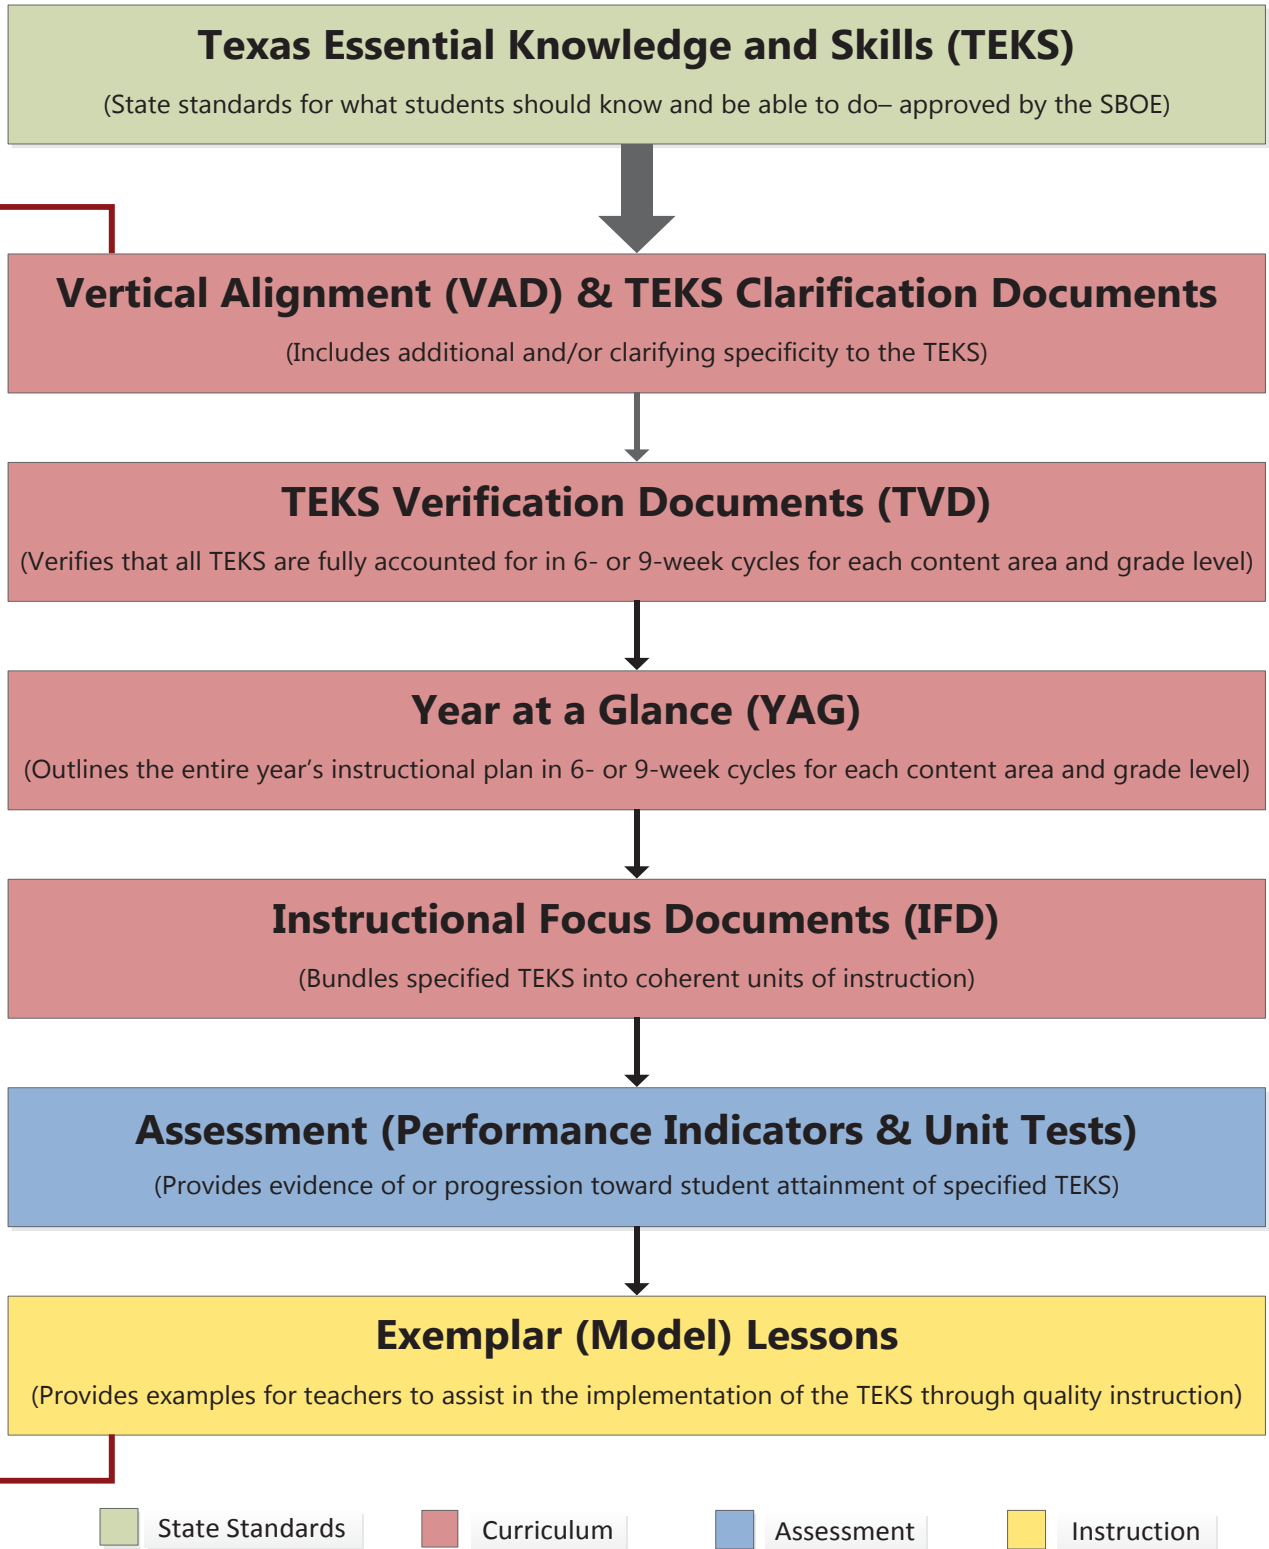 Texas Essential Knowledge and Skills (TEKS)
(State standards for what students should know and be able to do– approved by the SBOE)
Vertical Alignment (VAD) & TEKS Clarification Documents
(Includes additional and/or clarifying specificity to the TEKS)
TEKS Verification Documents (TVD)
(Verifies that all TEKS are fully accounted for in 6- or 9-week cycles for each content area and grade level)
Year at a Glance (YAG)
(Outlines the entire year’s instructional plan in 6- or 9-week cycles for each content area and grade level)
Instructional Focus Documents (IFD)
(Bundles specified TEKS into coherent units of instruction)
Assessment (Performance Indicators & Unit Tests)
(Provides evidence of or progression toward student attainment of specified TEKS)
Exemplar (Model) Lessons
(Provides examples for teachers to assist in the implementation of the TEKS through quality instruction)
State Standards Curriculum Assessment Instruction